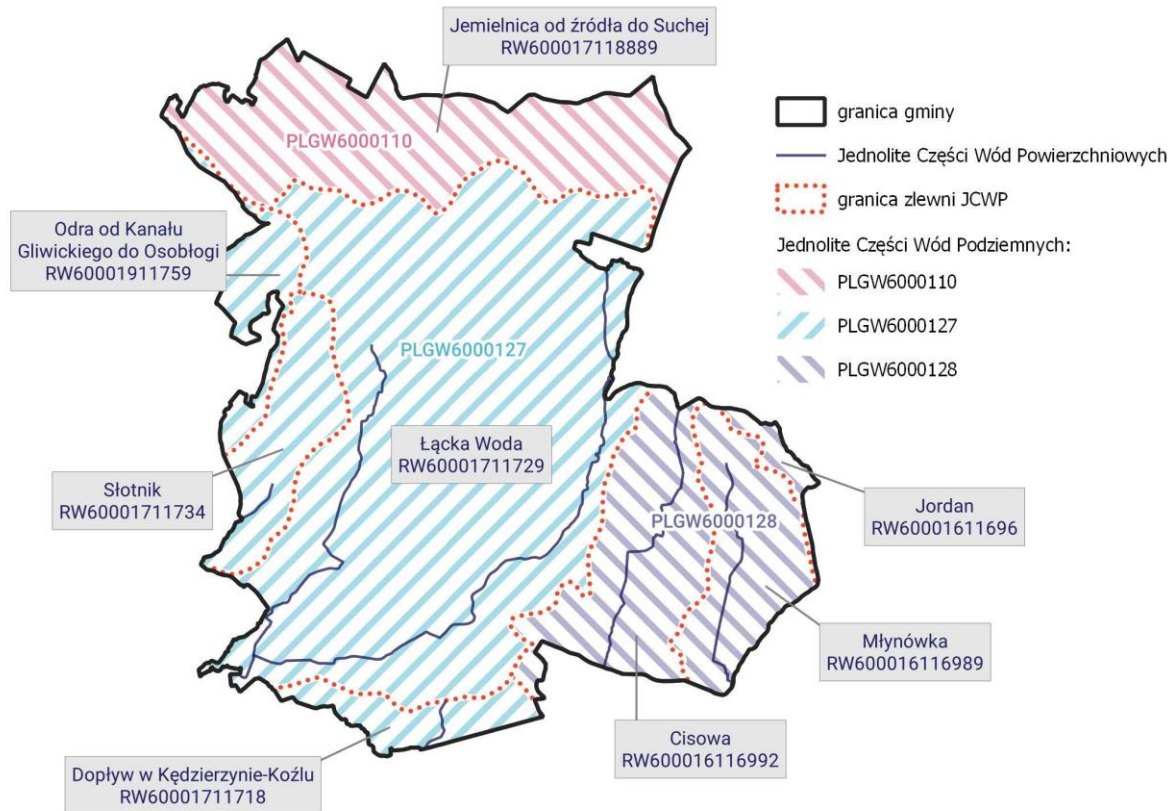 Jemielnica od źródła do Suchej
RW600017118889
granica gminy
Jednolite Części Wód Powierzchniowych
granica zlewni JCWP
Jednolite Części Wód Podziemnych:
PLGW6000110
PLGW6000127
PLGW6000128
PLGW6000110
Odra od Kanału
Gliwickiego do Osobłogi
RW60001911759
PLGW6000127
Łącka Woda
RW60001711729
Słotnik
RW60001711734
PLGW6000128
Jordan
RW60001611696
Młynówka
RW600016116989
Cisowa
RW600016116992
Dopływ w Kędzierzynie-Koźlu
RW60001711718